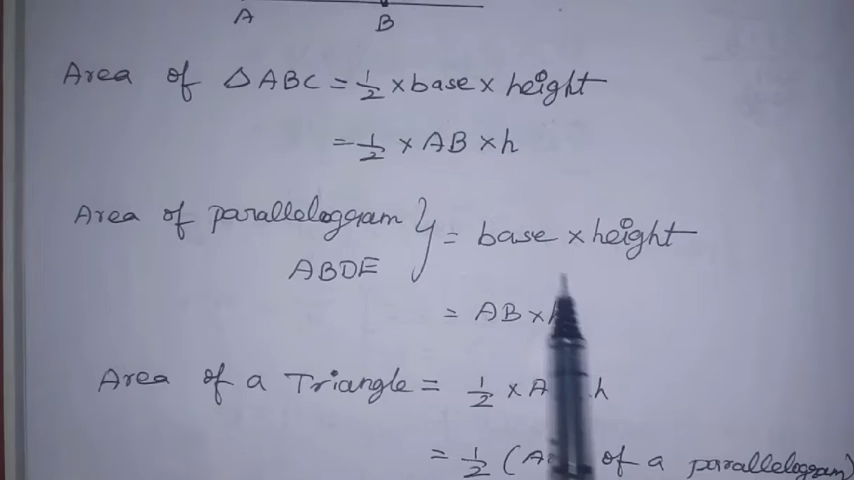 A B
Area of △ABC = 1/2 × base × height
= 1/2 × AB × h
Area of parallelogram } = base × height
ABDE
= AB ×
Area of a Triangle = 1/2 × A h
= 1/2 ( of a parallelogram)